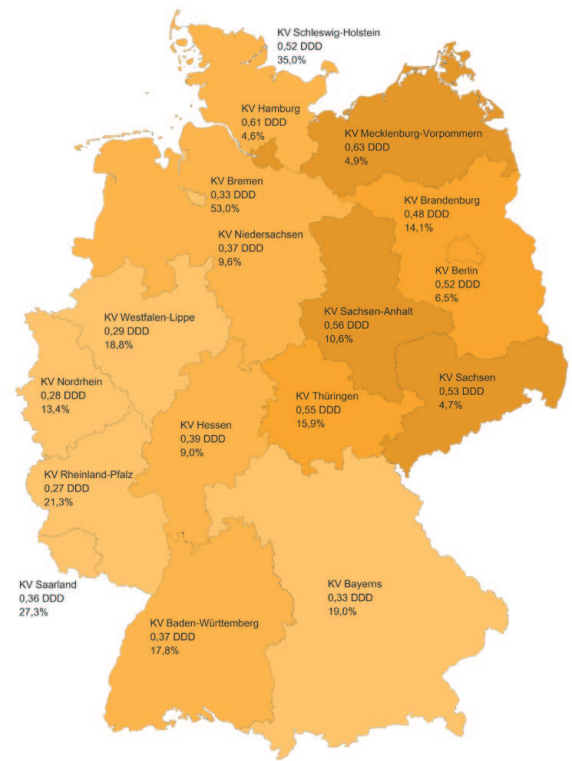 KV Schleswig-Holstein
0,52 DDD
35,0%
KV Hamburg
0,61 DDD
4,6%
KV Mecklenburg-Vorpommern
0,63 DDD
4,9%
KV Bremen
0,33 DDD
53,0%
KV Brandenburg
0,48 DDD
14,1%
KV Niedersachsen
0,37 DDD
9,6%
KV Berlin
0,52 DDD
6,5%
KV Westfalen-Lippe
0,29 DDD
18,8%
KV Sachsen-Anhalt
0,56 DDD
10,6%
KV Nordrhein
0,28 DDD
13,4%
KV Sachsen
0,53 DDD
4,7%
KV Thüringen
0,55 DDD
15,9%
KV Hessen
0,39 DDD
9,0%
KV Rheinland-Pfalz
0,27 DDD
21,3%
KV Saarland
0,36 DDD
27,3%
KV Bayerns
0,33 DDD
19,0%
KV Baden-Württemberg
0,37 DDD
17,8%